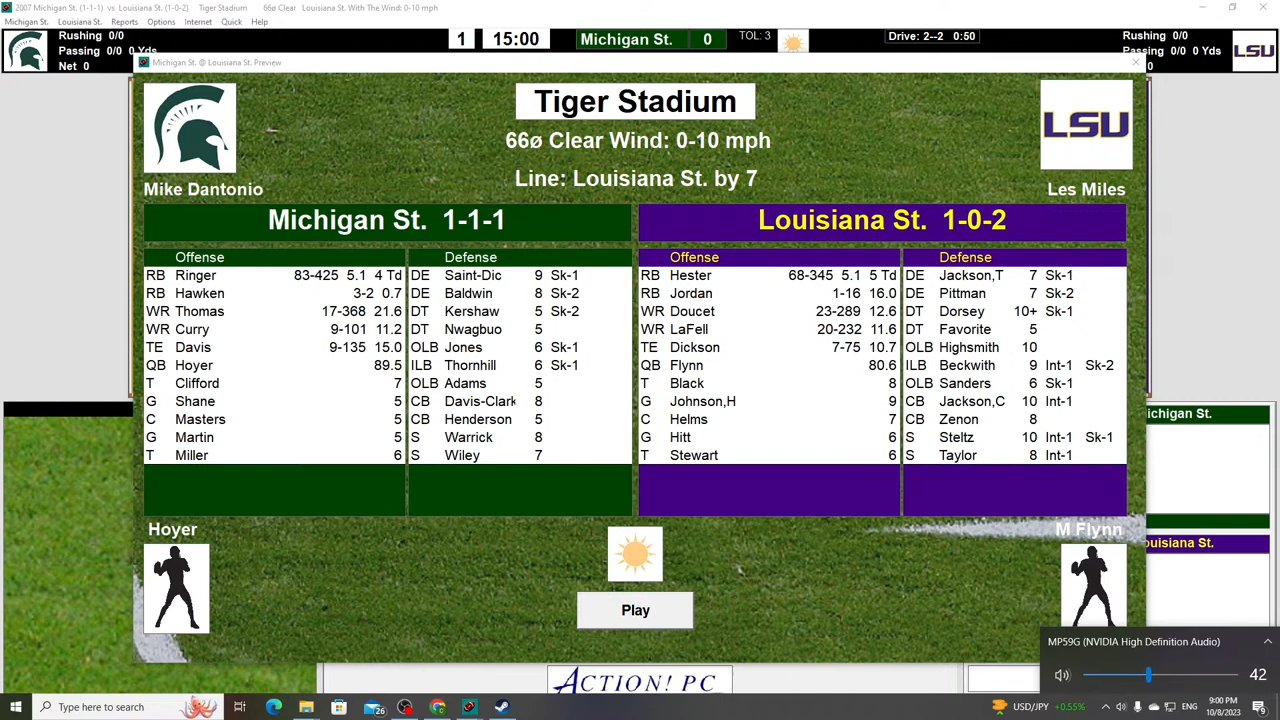 2007 Michigan St. (1-1-1) vs Louisiana St. (1-0-2) Tiger Stadium 66ø Clear Louisiana St. With The Wind: 0-10 mph
Michigan St. Louisiana St. Reports Options Internet Quick Help
Rushing 0/0
Passing 0/0 0 Yds
Net 0
1 15:00 Michigan St. 0 TOL: 3 Drive: 2--2 0:50
Rushing 0/0
Passing 0/0 0 Yds
0
LSU
Michigan St. @ Louisiana St. Preview
Tiger Stadium
66ø Clear Wind: 0-10 mph
Line: Louisiana St. by 7
LSU
Mike Dantonio
Les Miles
Michigan St. 1-1-1
Louisiana St. 1-0-2
Offense
RB Ringer 83-425 5.1 4 Td
RB Hawken 3-2 0.7
WR Thomas 17-368 21.6
WR Curry 9-101 11.2
TE Davis 9-135 15.0
QB Hoyer 89.5
T Clifford 7
G Shane 5
C Masters 5
G Martin 5
T Miller 6
Defense
DE Saint-Dic 9 Sk-1
DE Baldwin 8 Sk-2
DT Kershaw 5 Sk-2
DT Nwagbuo 5
OLB Jones 6 Sk-1
ILB Thornhill 6 Sk-1
OLB Adams 5
CB Davis-Clark 8
CB Henderson 5
S Warrick 8
S Wiley 7
Offense
RB Hester 68-345 5.1 5 Td
RB Jordan 1-16 16.0
WR Doucet 23-289 12.6
WR LaFell 20-232 11.6
TE Dickson 7-75 10.7
QB Flynn 80.6
T Black 8
G Johnson,H 9
C Helms 7
G Hitt 6
T Stewart 6
Defense
DE Jackson,T 7 Sk-1
DE Pittman 7 Sk-2
DT Dorsey 10+ Sk-1
DT Favorite 5
OLB Highsmith 10
ILB Beckwith 9 Int-1 Sk-2
OLB Sanders 6 Sk-1
CB Jackson,C 10 Int-1
CB Zenon 8
S Steltz 10 Int-1 Sk-1
S Taylor 8 Int-1
ichigan St.
ouisiana St.
Hoyer
M Flynn
Play
ACTION! PC
MP59G (NVIDIA High Definition Audio)
42
Type here to search
26
USD/JPY +0.55%
ENG
9:00 PM
10/8/2023